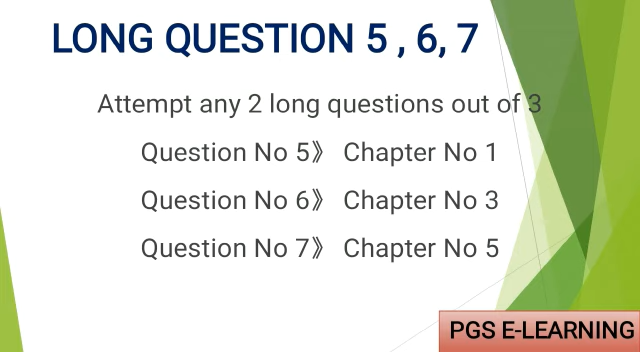 LONG QUESTION 5 , 6, 7
Attempt any 2 long questions out of 3
Question No 5》 Chapter No 1
Question No 6》 Chapter No 3
Question No 7》 Chapter No 5
PGS E-LEARNING